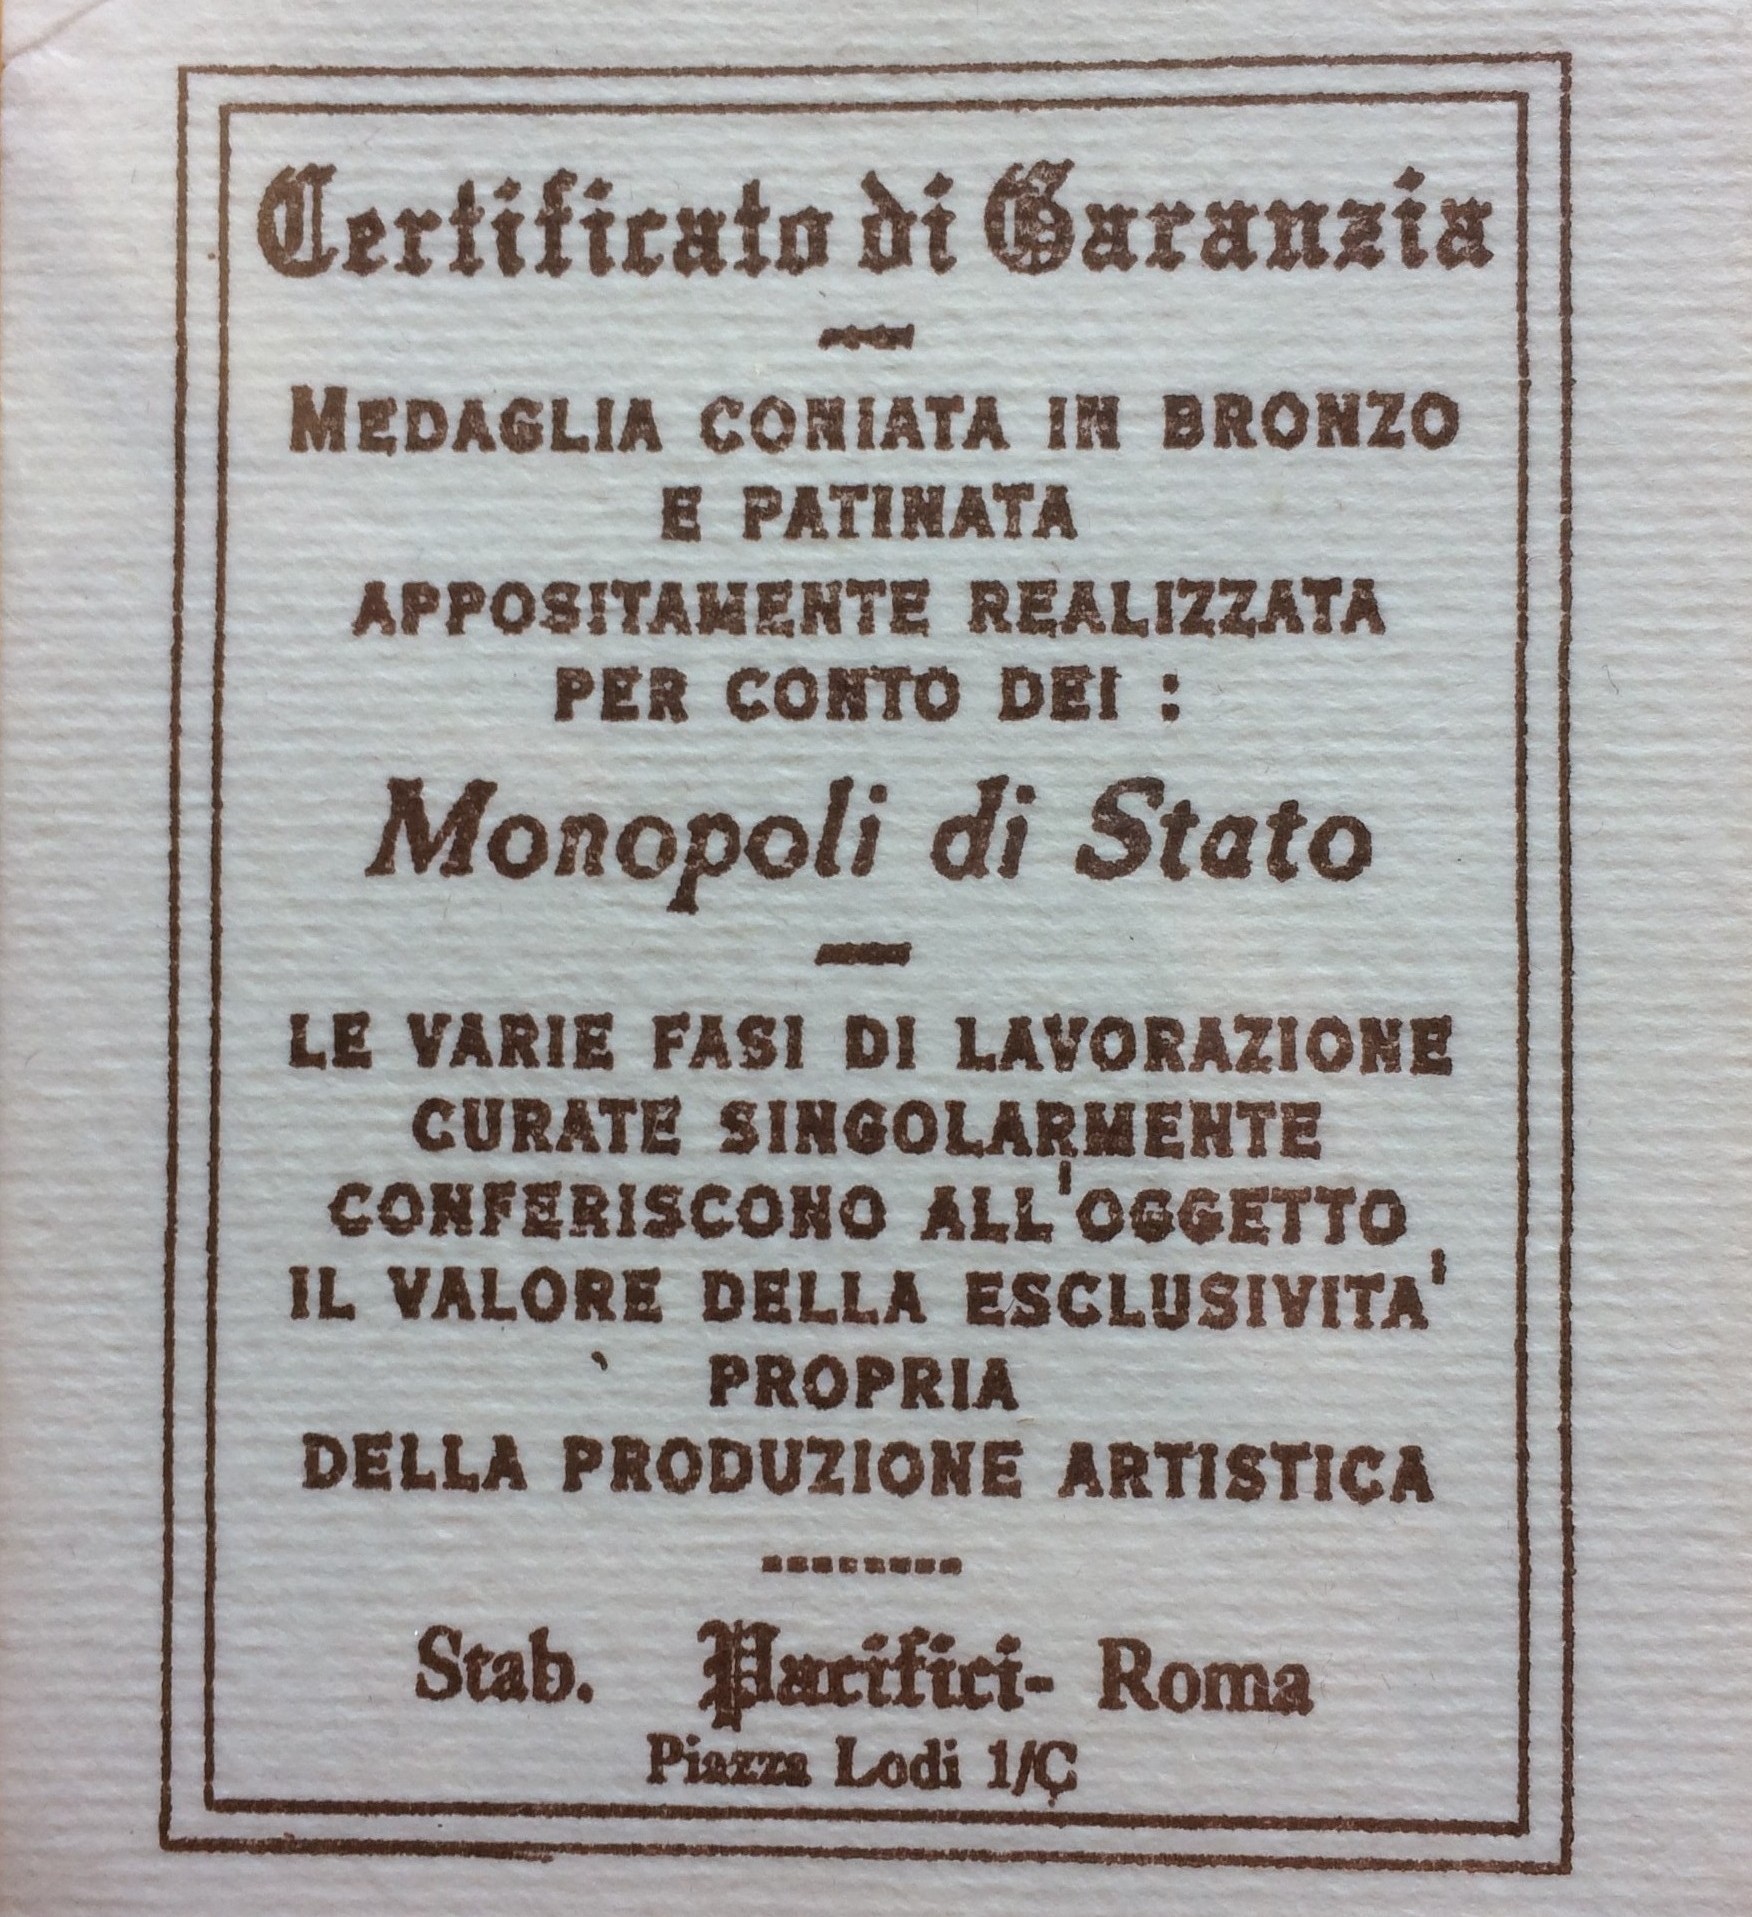 Certificato di Garanzia
MEDAGLIA CONIATA IN BRONZO
E PATINATA
APPOSITAMENTE REALIZZATA
PER CONTO DEI :
Monopoli di Stato
LE VARIE FASI DI LAVORAZIONE
CURATE SINGOLARMENTE
CONFERISCONO ALL'OGGETTO
IL VALORE DELLA ESCLUSIVITA'
PROPRIA
DELLA PRODUZIONE ARTISTICA
Stab. Pacifici- Roma
Piazza Lodi 1/Ç